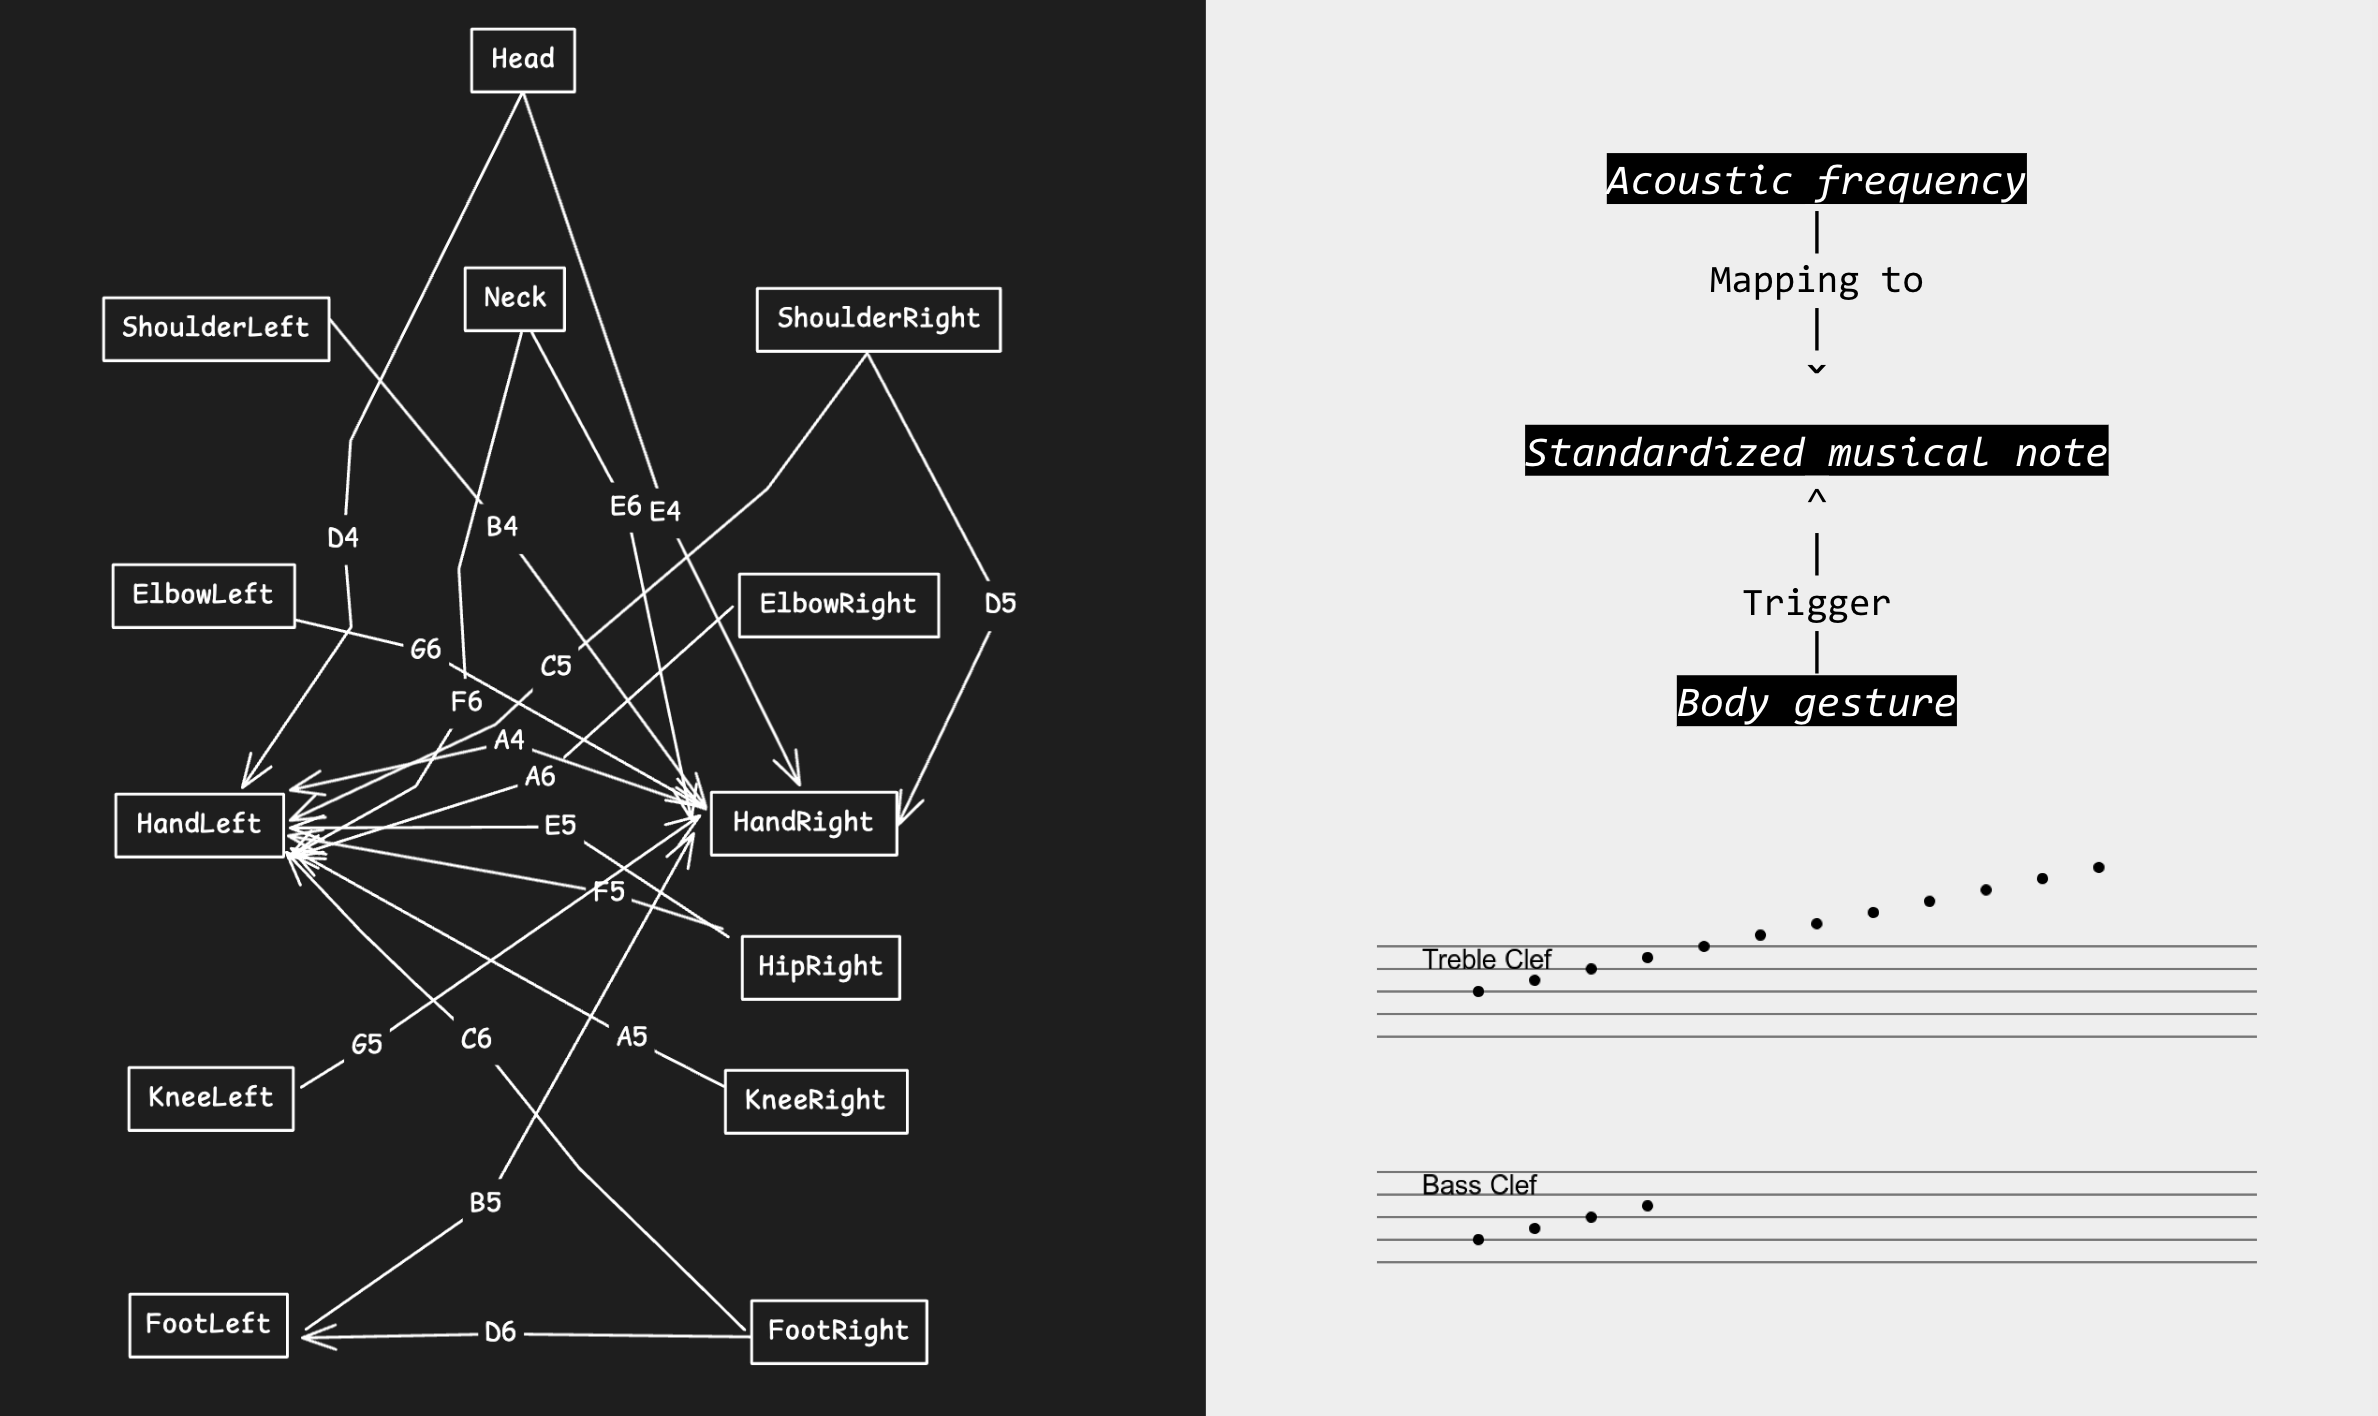 Head
Neck
ShoulderLeft
ShoulderRight
E6
E4
B4
D4
ElbowLeft
ElbowRight
D5
G6
C5
F6
A4
A6
HandLeft
E5
HandRight
F5
HipRight
G5
C6
A5
KneeLeft
KneeRight
B5
FootLeft
D6
FootRight
Acoustic frequency
Mapping to
Standardized musical note
Trigger
Body gesture
Treble Clef
Bass Clef